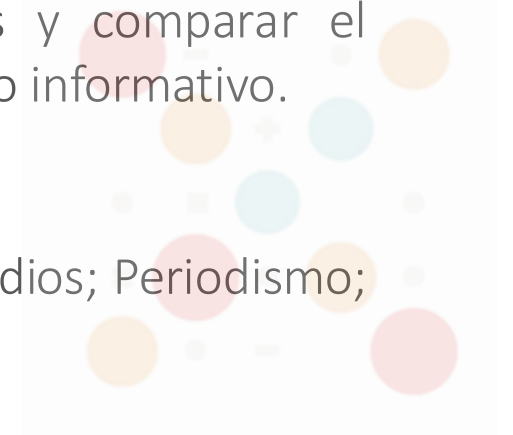 y comparar el
o informativo.
dios; Periodismo;